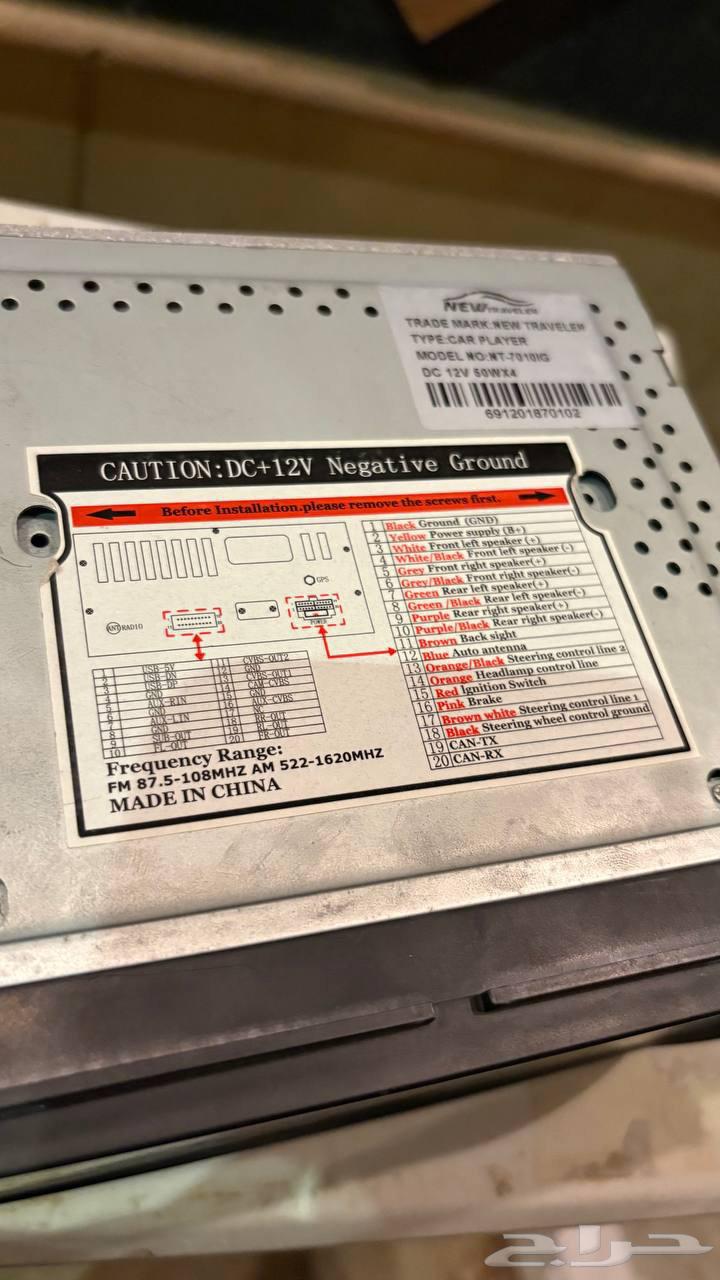 NEW TRAVELER
TRADE MARK:NEW TRAVELER
TYPE:CAR PLAYER
MODEL NO:NT-7010IG
DC 12V 50WX4
691201870102
CAUTION:DC+12V Negative Ground
Before Installation.please remove the screws first.
GPS
ANT RADIO
POWER
1 Black Ground (GND)
2 Yellow Power supply (B+)
3 White Front left speaker (+)
4 White/Black Front left speaker (-)
5 Grey Front right speaker(+)
6 Grey/Black Front right speaker(-)
7 Green Rear left speaker(+)
8 Green /Black Rear left speaker(-)
9 Purple Rear right speaker(+)
10 Purple/Black Rear right speaker(-)
11 Brown Back sight
12 Blue Auto antenna
13 Orange/Black Steering control line 2
14 Orange Headlamp control line
15 Red Ignition Switch
16 Pink Brake
17 Brown white Steering control line 1
18 Black Steering wheel control ground
19 CAN-TX
20 CAN-RX
1 USB-5V 11 CVBS-OUT2
2 USB-DN 12 GND
3 USB-DP 13 CVBS-OUT1
4 GND 14 CAM-CVBS
5 AUX-RIN 15 GND
6 GND 16 AUX-CVBS
7 AUX-LIN 17 NC
8 GND 18 RR-OUT
9 SUB-OUT 19 RL-OUT
10 FL-OUT 20 FR-OUT
Frequency Range:
FM 87.5-108MHZ AM 522-1620MHZ
MADE IN CHINA
حراج